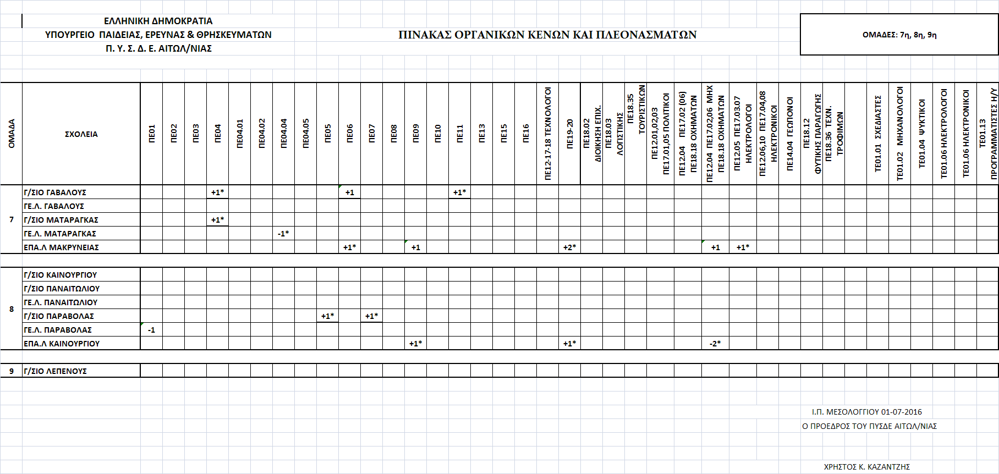 ΕΛΛΗΝΙΚΗ ΔΗΜΟΚΡΑΤΙΑ
ΥΠΟΥΡΓΕΙΟ ΠΑΙΔΕΙΑΣ, ΕΡΕΥΝΑΣ & ΘΡΗΣΚΕΥΜΑΤΩΝ
Π. Υ. Σ. Δ. Ε. ΑΙΤΩΛ/ΝΙΑΣ
ΠΙΝΑΚΑΣ ΟΡΓΑΝΙΚΩΝ ΚΕΝΩΝ ΚΑΙ ΠΛΕΟΝΑΣΜΑΤΩΝ
ΟΜΑΔΕΣ: 7η, 8η, 9η
ΟΜΑΔΑ
ΣΧΟΛΕΙΑ
ΠΕ01
ΠΕ02
ΠΕ03
ΠΕ04
ΠΕ04.01
ΠΕ04.02
ΠΕ04.04
ΠΕ04.05
ΠΕ05
ΠΕ06
ΠΕ07
ΠΕ08
ΠΕ09
ΠΕ10
ΠΕ11
ΠΕ13
ΠΕ15
ΠΕ16
ΠΕ12-17-18 ΤΕΧΝΟΛΟΓΟΙ
ΠΕ19-20
ΠΕ18.02
ΔΙΟΙΚΗΣΗ ΕΠΙΧ.
ΠΕ18.03
ΛΟΓΙΣΤΙΚΗΣ
ΠΕ18.35
ΤΟΥΡΙΣΤΙΚΩΝ
ΠΕ12.01,02,03
ΠΕ17.01,05 ΠΟΛΙΤΙΚΟΙ
ΠΕ12.04 ΠΕ17.02 (06)
ΠΕ18.18 ΟΧΗΜΑΤΩΝ
ΠΕ12.04 ΠΕ17.02,06 ΜΗΧ
ΠΕ18.18 ΟΧΗΜΑΤΩΝ
ΠΕ12.05 ΠΕ17.03.07
ΗΛΕΚΤΡΟΛΟΓΟΙ
ΠΕ12.06,10 ΠΕ17.04,08
ΗΛΕΚΤΡΟΝΙΚΟΙ
ΠΕ14.04 ΓΕΩΠΟΝΟΙ
ΠΕ18.12
ΦΥΤΙΚΗΣ ΠΑΡΑΓΩΓΗΣ
ΠΕ18.36 ΤΕΧΝ.
ΤΡΟΦΙΜΩΝ
ΤΕ01.01 ΣΧΕΔΙΑΣΤΕΣ
ΤΕ01.02 ΜΗΧΑΝΟΛΟΓΟΙ
ΤΕ01.04 ΨΥΚΤΙΚΟΙ
ΤΕ01.06 ΗΛΕΚΤΡΟΛΟΓΟΙ
ΤΕ01.06 ΗΛΕΚΤΡΟΝΙΚΟΙ
ΤΕ01.13
ΠΡΟΓΡΑΜΜΑΤΙΣΤΕΣ Η/Υ
7
Γ/ΣΙΟ ΓΑΒΑΛΟΥΣ +1* +1 +1*
ΓΕ.Λ. ΓΑΒΑΛΟΥΣ
Γ/ΣΙΟ ΜΑΤΑΡΑΓΚΑΣ +1*
ΓΕ.Λ. ΜΑΤΑΡΑΓΚΑΣ -1*
ΕΠΑ.Λ ΜΑΚΡΥΝΕΙΑΣ +1* +1 +2* +1 +1*
8
Γ/ΣΙΟ ΚΑΙΝΟΥΡΓΙΟΥ
Γ/ΣΙΟ ΠΑΝΑΙΤΩΛΙΟΥ
ΓΕ.Λ. ΠΑΝΑΙΤΩΛΙΟΥ
Γ/ΣΙΟ ΠΑΡΑΒΟΛΑΣ +1* +1*
ΓΕ.Λ. ΠΑΡΑΒΟΛΑΣ -1
ΕΠΑ.Λ ΚΑΙΝΟΥΡΓΙΟΥ +1* +1* -2*
9 Γ/ΣΙΟ ΛΕΠΕΝΟΥΣ
Ι.Π. ΜΕΣΟΛΟΓΓΙΟΥ 01-07-2016
Ο ΠΡΟΕΔΡΟΣ ΤΟΥ ΠΥΣΔΕ ΑΙΤΩΛ/ΝΙΑΣ
ΧΡΗΣΤΟΣ Κ. ΚΑΖΑΝΤΖΗΣ